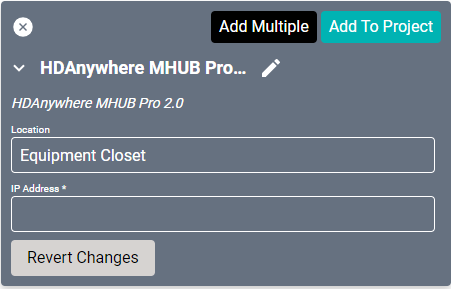 Add Multiple Add To Project
HDAnywhere MHUB Pro...
HDAnywhere MHUB Pro 2.0
Location
Equipment Closet
IP Address *
Revert Changes